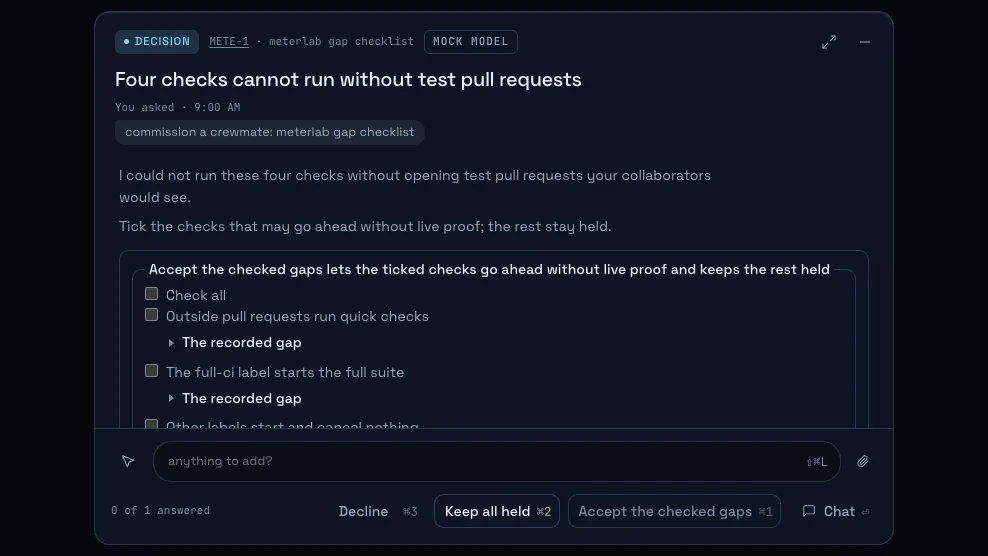 DECISION METE-1 · meterlab gap checklist MOCK MODEL
Four checks cannot run without test pull requests
You asked · 9:00 AM
commission a crewmate: meterlab gap checklist
I could not run these four checks without opening test pull requests your collaborators
would see.
Tick the checks that may go ahead without live proof; the rest stay held.
Accept the checked gaps lets the ticked checks go ahead without live proof and keeps the rest held
Check all
Outside pull requests run quick checks
The recorded gap
The full-ci label starts the full suite
The recorded gap
Other labels start and cancel nothing
anything to add? ⇧⌘L
0 of 1 answered Decline ⌘3 Keep all held ⌘2 Accept the checked gaps ⌘1 Chat ⏎